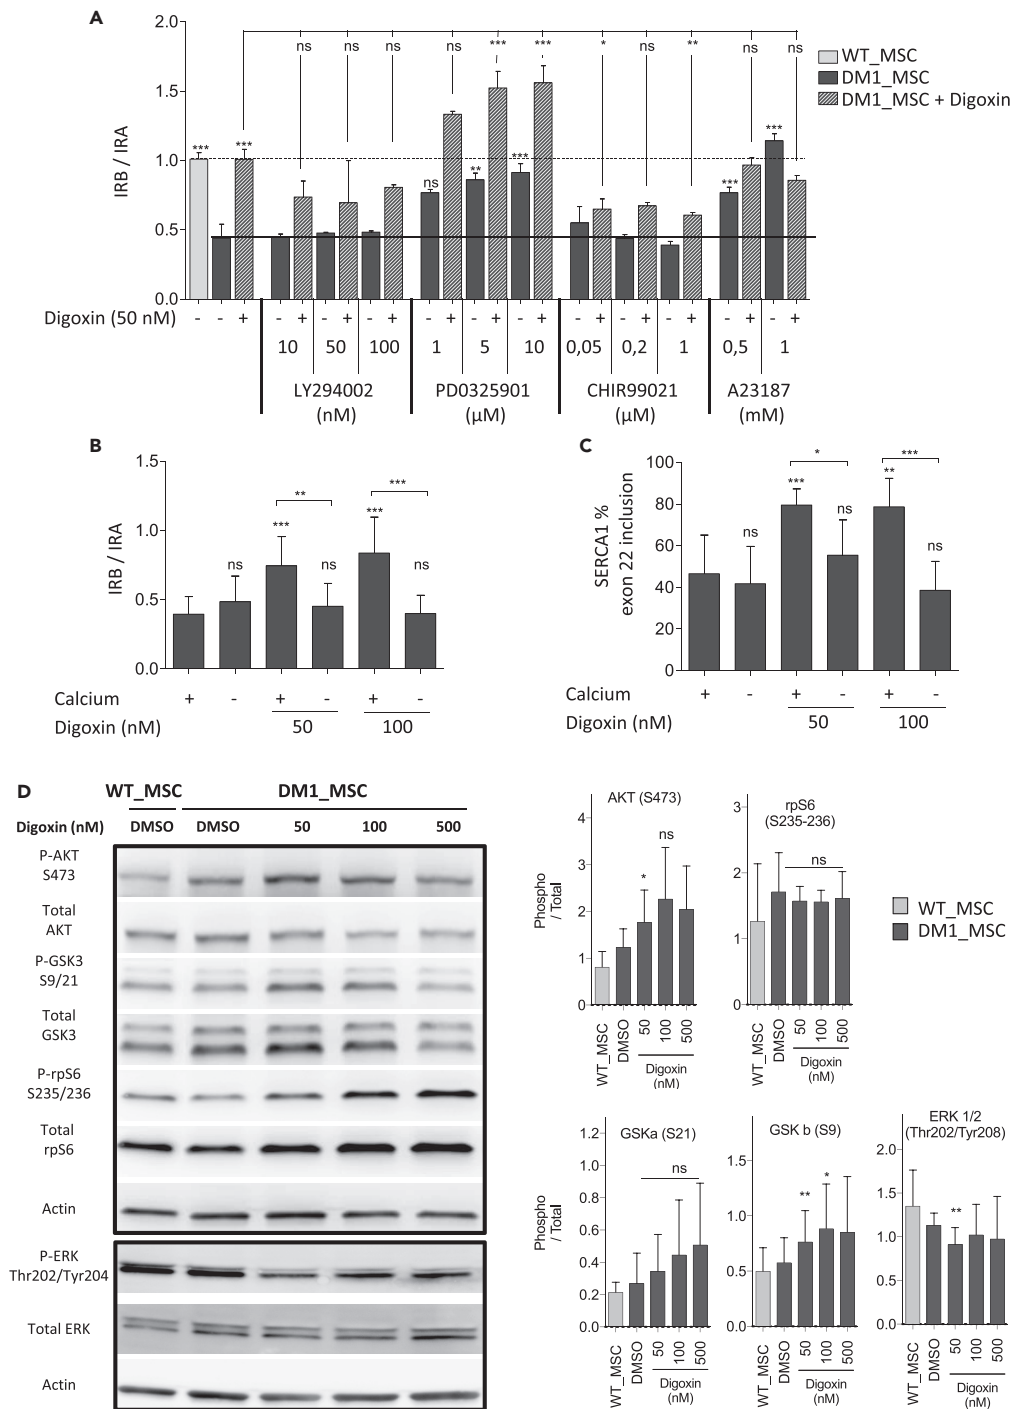 A
2.0
ns
ns
ns
ns
***
***
*
ns
**
ns
ns
WT_MSC
DM1_MSC
DM1_MSC + Digoxin
1.5
IRB / IRA
***
***
1.0
ns
**
***
***
***
0.5
0.0
Digoxin (50 nM)
- - + - + - + - + - + - + - + - + - + - + - + - +
10 50 100 1 5 10 0,05 0,2 1 0,5 1
LY294002 PD0325901 CHIR99021 A23187
(nM) (µM) (µM) (mM)
B
1.5
1.0
0.5
0.0
IRB / IRA
ns
***
**
ns
***
***
ns
Calcium + - + - + -
Digoxin (nM) 50 100
C
100
80
60
40
20
0
SERCA1 %
exon 22 inclusion
ns
***
*
ns
**
***
ns
Calcium + - + - + -
Digoxin (nM) 50 100
D
WT_MSC DM1_MSC
Digoxin (nM) DMSO DMSO 50 100 500
P-AKT
S473
Total
AKT
P-GSK3
S9/21
Total
GSK3
P-rpS6
S235/236
Total
rpS6
Actin
P-ERK
Thr202/Tyr204
Total ERK
Actin
AKT (S473)
4
3
2
1
0
Phospho
/ Total
*
ns
WT_MSC
DMSO
50
100
500
Digoxin
(nM)
rpS6
(S235-236)
3
2
1
0
ns
WT_MSC
DMSO
50
100
500
Digoxin
(nM)
WT_MSC
DM1_MSC
GSKa (S21)
1.2
1.0
0.8
0.6
0.4
0.2
0.0
Phospho
/ Total
ns
WT_MSC
DMSO
50
100
500
Digoxin
(nM)
GSK b (S9)
1.5
1.0
0.5
0.0
**
*
WT_MSC
DMSO
50
100
500
Digoxin
(nM)
ERK 1/2
(Thr202/Tyr208)
2.0
1.5
1.0
0.5
0.0
**
WT_MSC
DMSO
50
100
500
Digoxin
(nM)